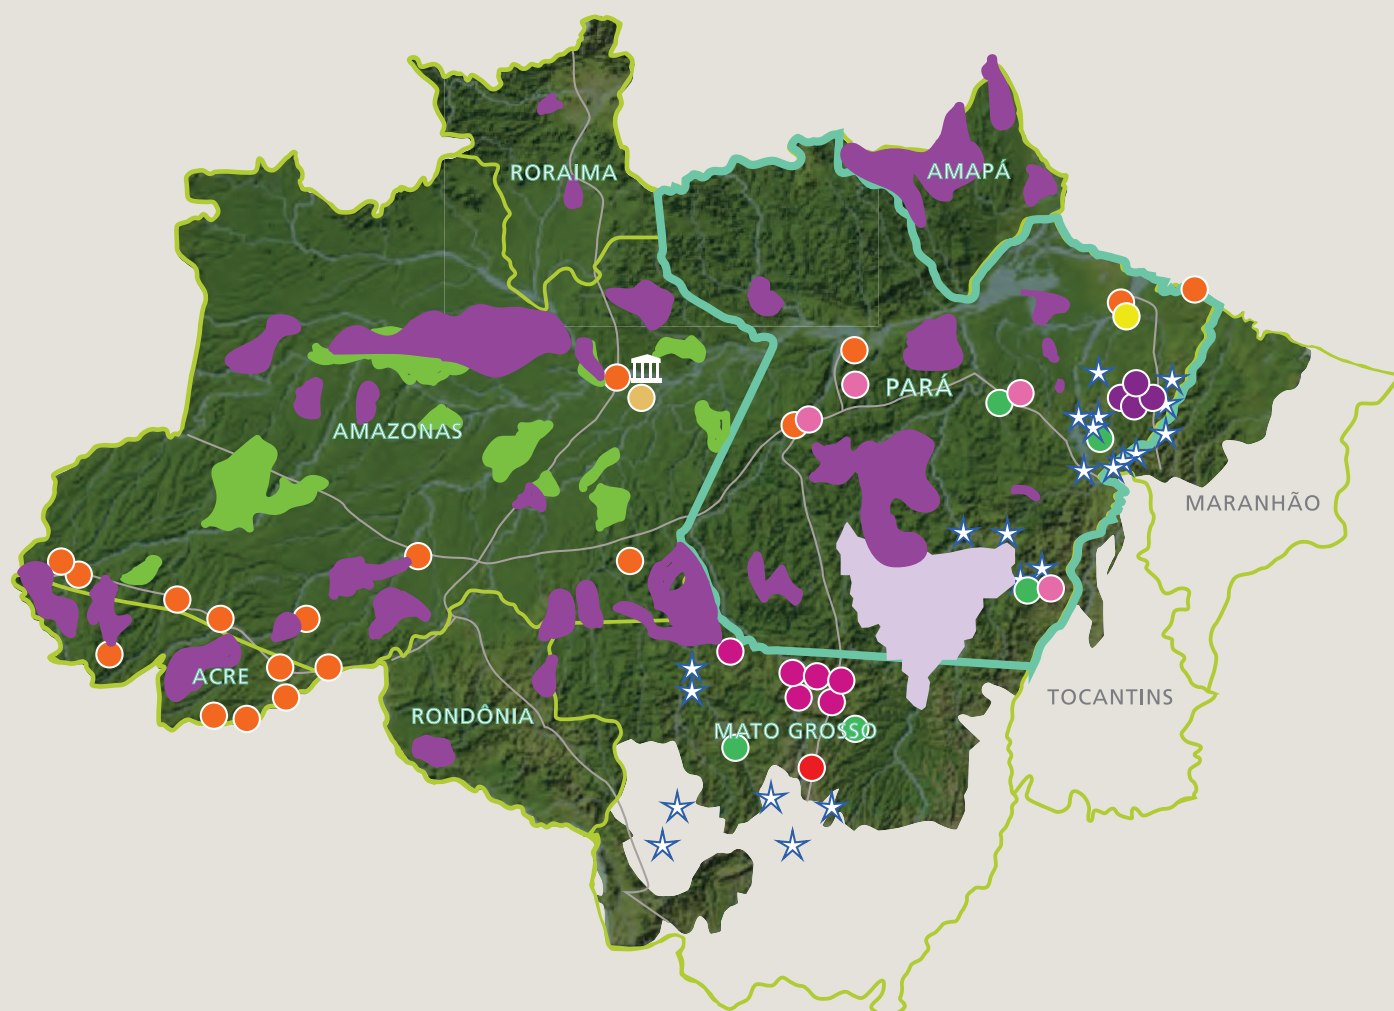 RORAIMA
AMAPÁ
PARÁ
AMAZONAS
MARANHÃO
ACRE
TOCANTINS
RONDÔNIA
MATO GROSSO